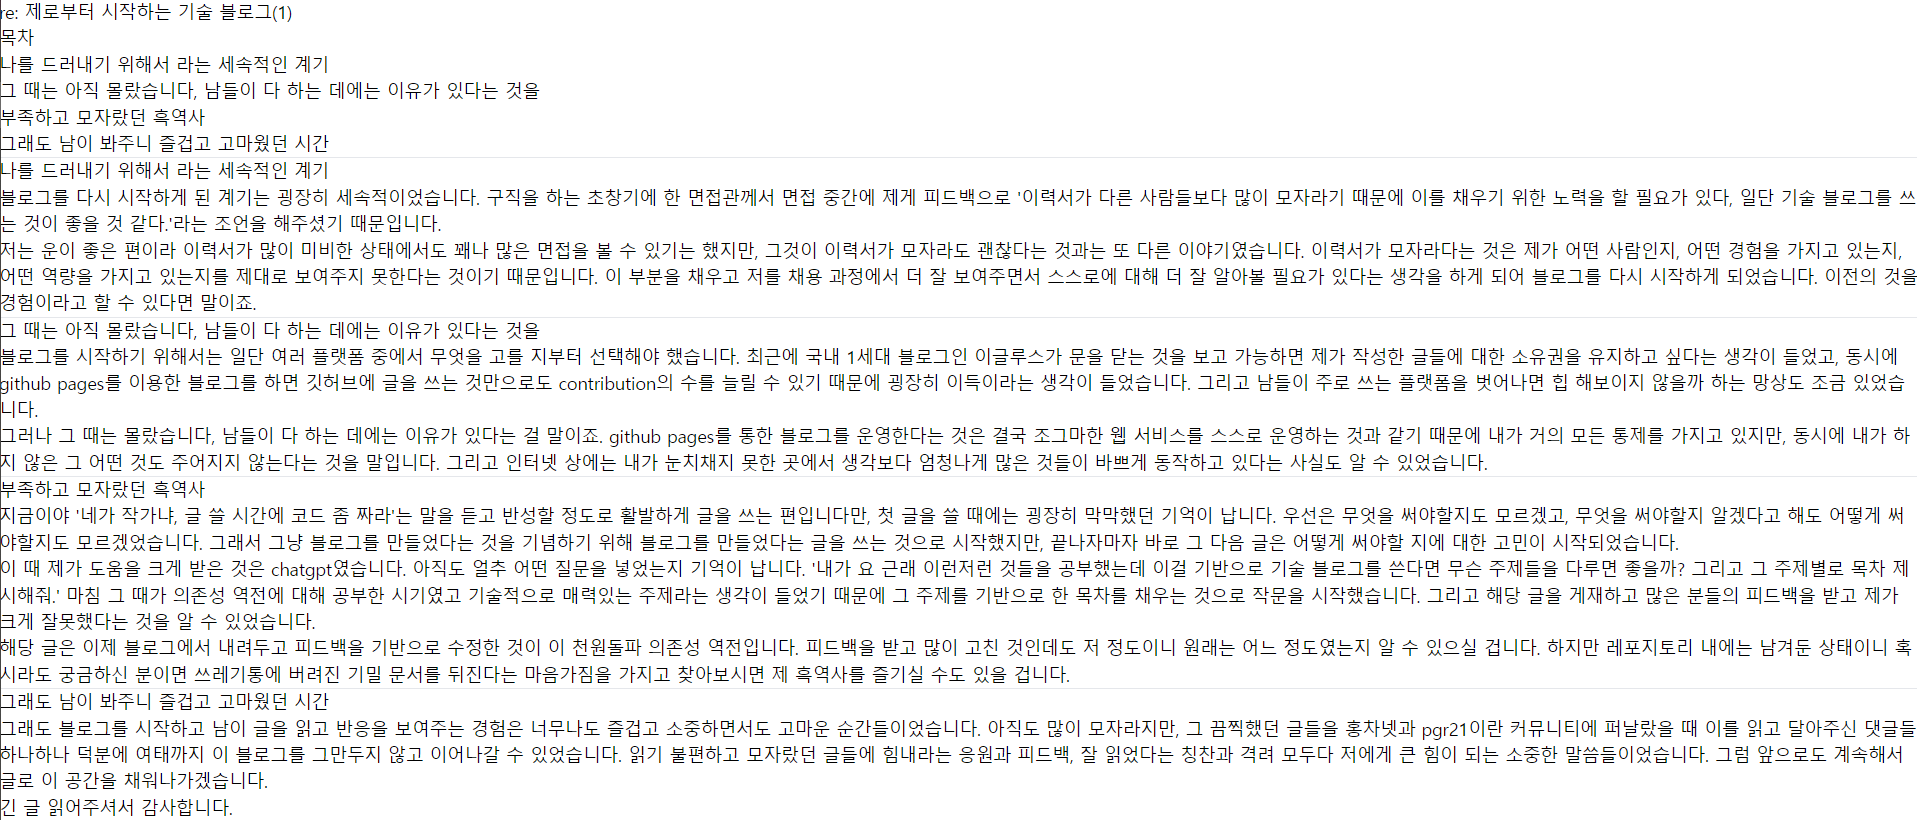 re: 제로부터 시작하는 기술 블로그(1)
목차
나를 드러내기 위해서 라는 세속적인 계기
그 때는 아직 몰랐습니다, 남들이 다 하는 데에는 이유가 있다는 것을
부족하고 모자랐던 흑역사
그래도 남이 봐주니 즐겁고 고마웠던 시간
나를 드러내기 위해서 라는 세속적인 계기
블로그를 다시 시작하게 된 계기는 굉장히 세속적이었습니다. 구직을 하는 초창기에 한 면접관께서 면접 중간에 제게 피드백으로 '이력서가 다른 사람들보다 많이 모자라기 때문에 이를 채우기 위한 노력을 할 필요가 있다, 일단 기술 블로그를 쓰
는 것이 좋을 것 같다.'라는 조언을 해주셨기 때문입니다.
저는 운이 좋은 편이라 이력서가 많이 미비한 상태에서도 꽤나 많은 면접을 볼 수 있기는 했지만, 그것이 이력서가 모자라도 괜찮다는 것과는 또 다른 이야기였습니다. 이력서가 모자라다는 것은 제가 어떤 사람인지, 어떤 경험을 가지고 있는지,
어떤 역량을 가지고 있는지를 제대로 보여주지 못한다는 것이기 때문입니다. 이 부분을 채우고 저를 채용 과정에서 더 잘 보여주면서 스스로에 대해 더 잘 알아볼 필요가 있다는 생각을 하게 되어 블로그를 다시 시작하게 되었습니다. 이전의 것을
경험이라고 할 수 있다면 말이죠.
그 때는 아직 몰랐습니다, 남들이 다 하는 데에는 이유가 있다는 것을
블로그를 시작하기 위해서는 일단 여러 플랫폼 중에서 무엇을 고를 지부터 선택해야 했습니다. 최근에 국내 1세대 블로그인 이글루스가 문을 닫는 것을 보고 가능하면 제가 작성한 글들에 대한 소유권을 유지하고 싶다는 생각이 들었고, 동시에
github pages를 이용한 블로그를 하면 깃허브에 글을 쓰는 것만으로도 contribution의 수를 늘릴 수 있기 때문에 굉장히 이득이라는 생각이 들었습니다. 그리고 남들이 주로 쓰는 플랫폼을 벗어나면 힙 해보이지 않을까 하는 망상도 조금 있었습
니다.
그러나 그 때는 몰랐습니다, 남들이 다 하는 데에는 이유가 있다는 걸 말이죠. github pages를 통한 블로그를 운영한다는 것은 결국 조그마한 웹 서비스를 스스로 운영하는 것과 같기 때문에 내가 거의 모든 통제를 가지고 있지만, 동시에 내가 하
지 않은 그 어떤 것도 주어지지 않는다는 것을 말입니다. 그리고 인터넷 상에는 내가 눈치채지 못한 곳에서 생각보다 엄청나게 많은 것들이 바쁘게 동작하고 있다는 사실도 알 수 있었습니다.
부족하고 모자랐던 흑역사
지금이야 '네가 작가냐, 글 쓸 시간에 코드 좀 짜라'는 말을 듣고 반성할 정도로 활발하게 글을 쓰는 편입니다만, 첫 글을 쓸 때에는 굉장히 막막했던 기억이 납니다. 우선은 무엇을 써야할지도 모르겠고, 무엇을 써야할지 알겠다고 해도 어떻게 써
야할지도 모르겠었습니다. 그래서 그냥 블로그를 만들었다는 것을 기념하기 위해 블로그를 만들었다는 글을 쓰는 것으로 시작했지만, 끝나자마자 바로 그 다음 글은 어떻게 써야할 지에 대한 고민이 시작되었습니다.
이 때 제가 도움을 크게 받은 것은 chatgpt였습니다. 아직도 얼추 어떤 질문을 넣었는지 기억이 납니다. '내가 요 근래 이런저런 것들을 공부했는데 이걸 기반으로 기술 블로그를 쓴다면 무슨 주제들을 다루면 좋을까? 그리고 그 주제별로 목차 제
시해줘.' 마침 그 때가 의존성 역전에 대해 공부한 시기였고 기술적으로 매력있는 주제라는 생각이 들었기 때문에 그 주제를 기반으로 한 목차를 채우는 것으로 작문을 시작했습니다. 그리고 해당 글을 게재하고 많은 분들의 피드백을 받고 제가
크게 잘못했다는 것을 알 수 있었습니다.
해당 글은 이제 블로그에서 내려두고 피드백을 기반으로 수정한 것이 이 천원돌파 의존성 역전입니다. 피드백을 받고 많이 고친 것인데도 저 정도이니 원래는 어느 정도였는지 알 수 있으실 겁니다. 하지만 레포지토리 내에는 남겨둔 상태이니 혹
시라도 궁금하신 분이면 쓰레기통에 버려진 기밀 문서를 뒤진다는 마음가짐을 가지고 찾아보시면 제 흑역사를 즐기실 수도 있을 겁니다.
그래도 남이 봐주니 즐겁고 고마웠던 시간
그래도 블로그를 시작하고 남이 글을 읽고 반응을 보여주는 경험은 너무나도 즐겁고 소중하면서도 고마운 순간들이었습니다. 아직도 많이 모자라지만, 그 끔찍했던 글들을 홍차넷과 pgr21이란 커뮤니티에 퍼날랐을 때 이를 읽고 달아주신 댓글들
하나하나 덕분에 여태까지 이 블로그를 그만두지 않고 이어나갈 수 있었습니다. 읽기 불편하고 모자랐던 글들에 힘내라는 응원과 피드백, 잘 읽었다는 칭찬과 격려 모두다 저에게 큰 힘이 되는 소중한 말씀들이었습니다. 그럼 앞으로도 계속해서
글로 이 공간을 채워나가겠습니다.
긴 글 읽어주셔서 감사합니다.